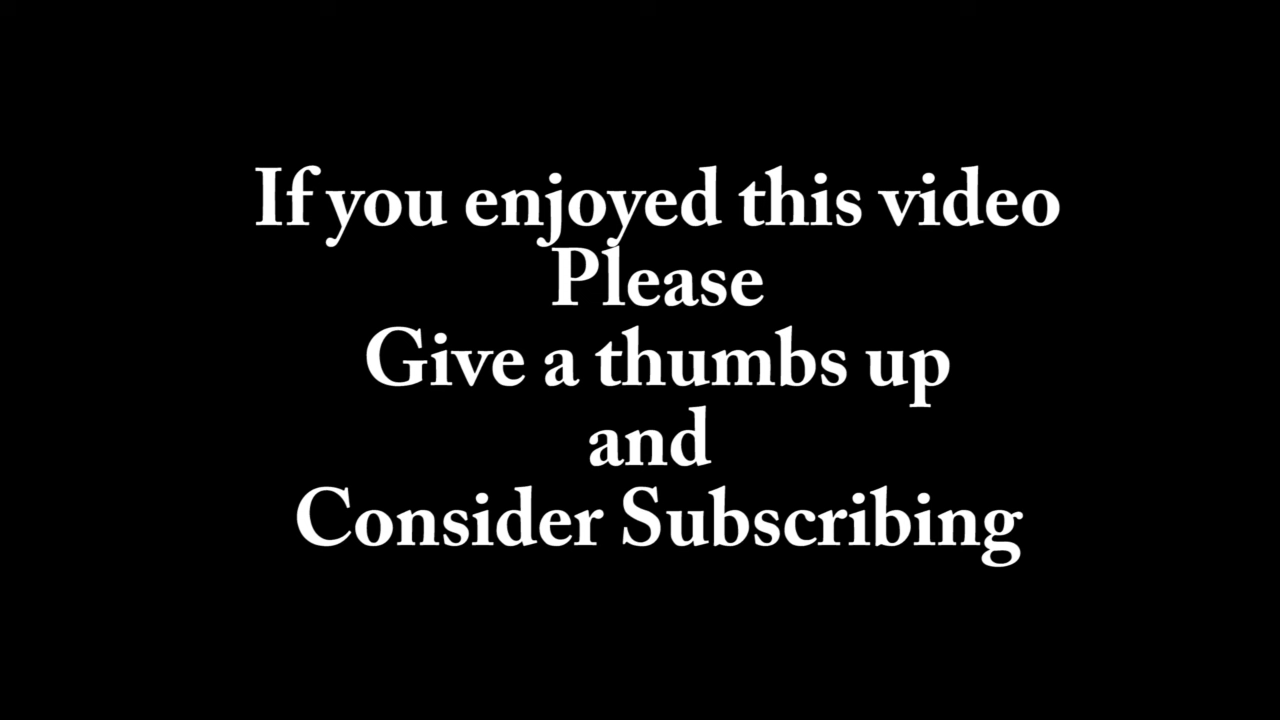 If you enjoyed this video
Please
Give a thumbs up
and
Consider Subscribing